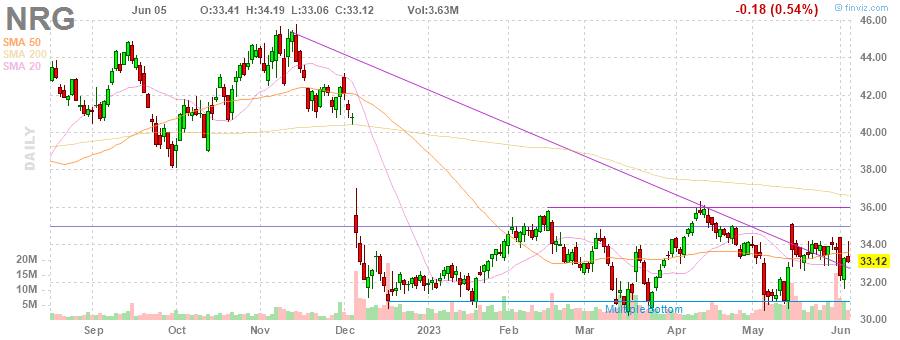 NRG Jun 05 O:33.41 H:34.19 L:33.06 C:33.12 Vol:3.63M -0.18 (0.54%) © finviz.com
SMA 50
SMA 200
SMA 20
DAILY
46.00
44.00
42.00
40.00
38.00
36.00
34.00
33.12
32.00
30.00
20M
15M
10M
5M
Multiple Bottom
Sep Oct Nov Dec 2023 Feb Mar Apr May Jun